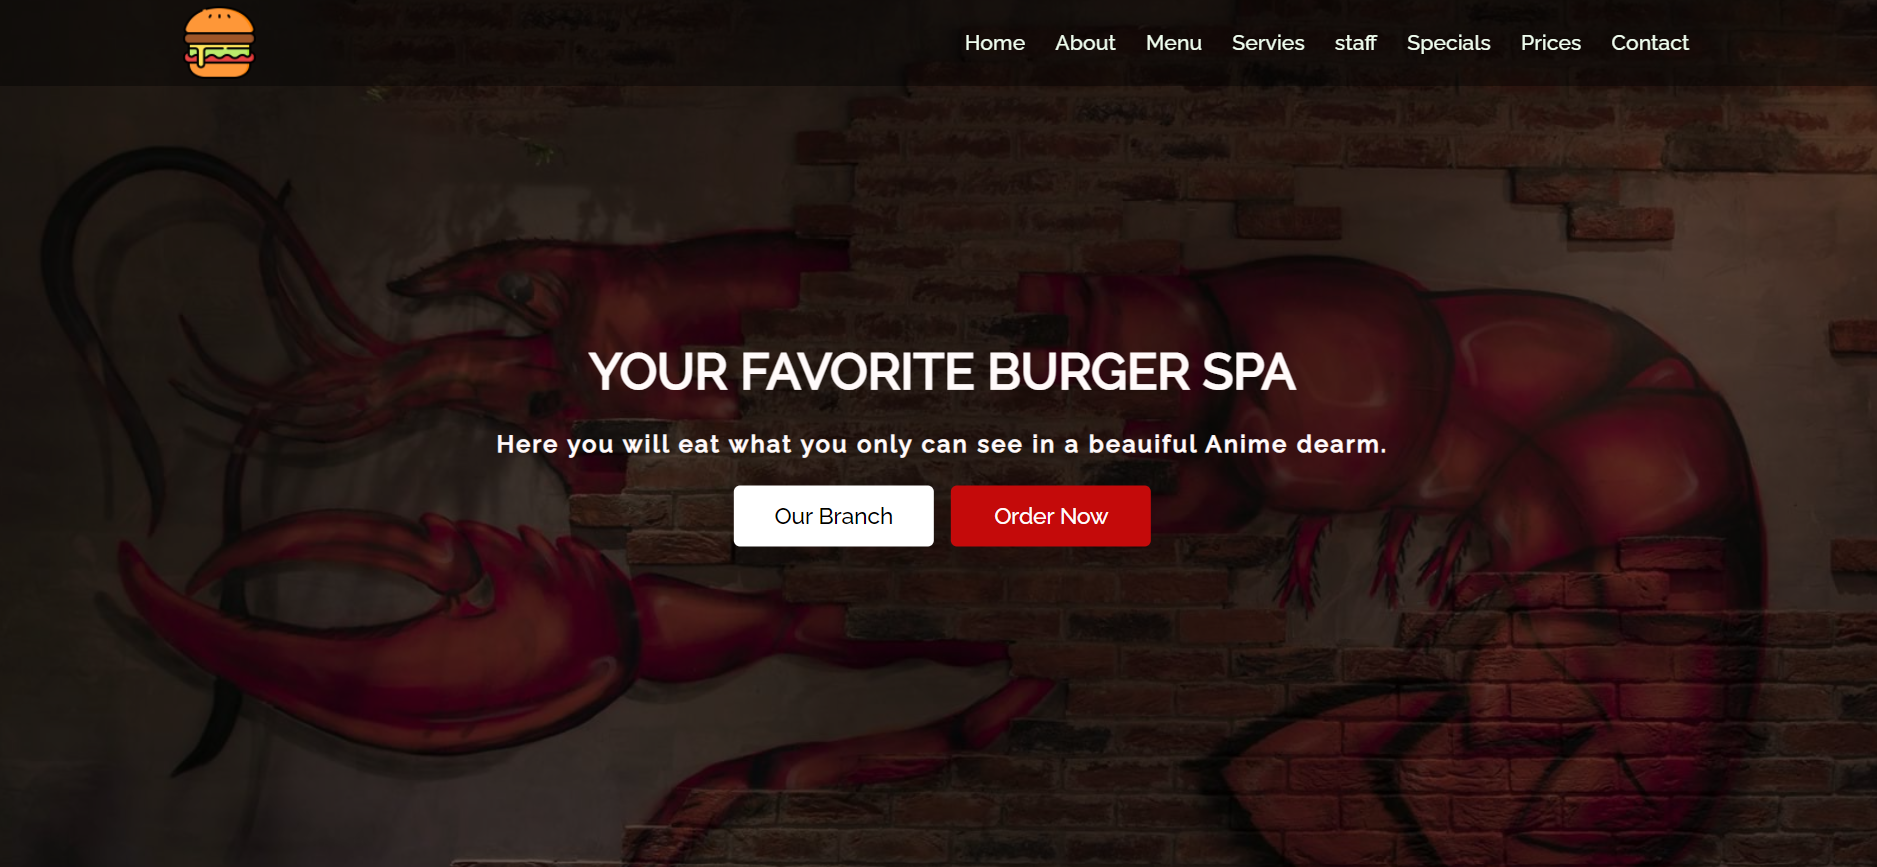 Home About Menu Servies staff Specials Prices Contact
YOUR FAVORITE BURGER SPA
Here you will eat what you only can see in a beauiful Anime dearm.
Our Branch Order Now